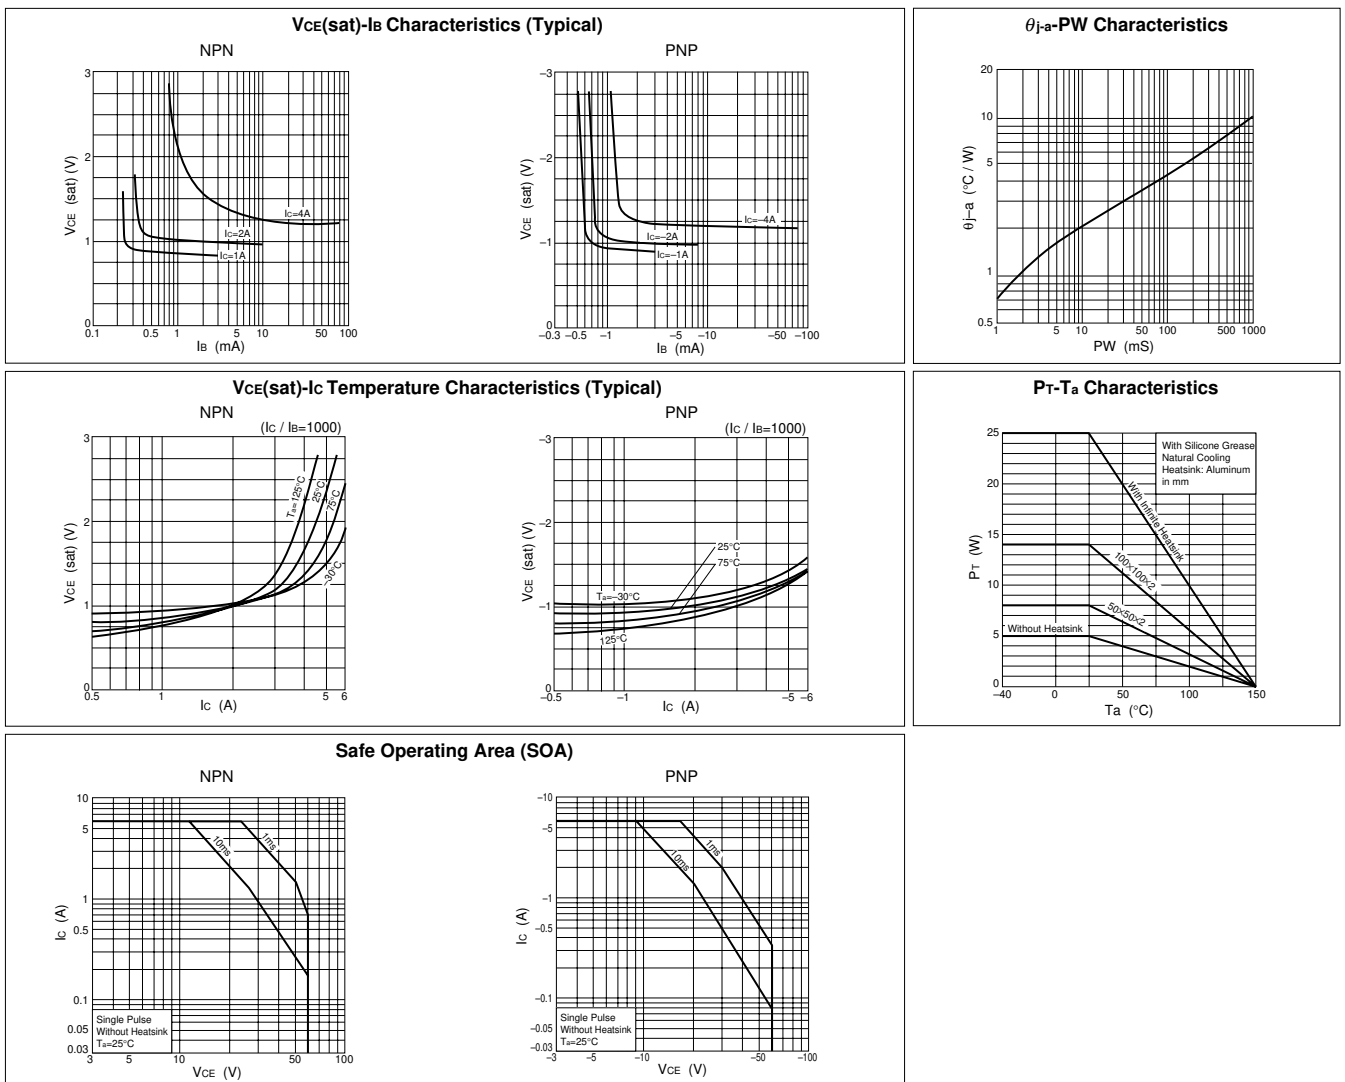 VCE(sat)-IB Characteristics (Typical)
NPN
3
2
1
0
0.1
0.5
1
5
10
50
100
VCE (sat) (V)
IB (mA)
IC=4A
IC=2A
IC=1A
PNP
–3
–2
–1
0
–0.3
–0.5
–1
–5
–10
–50
–100
VCE (sat) (V)
IB (mA)
IC=–4A
IC=–2A
IC=–1A
θj-a-PW Characteristics
20
10
5
1
0.5
1
5
10
50
100
500
1000
θj–a (°C / W)
PW (mS)
VCE(sat)-IC Temperature Characteristics (Typical)
NPN
(IC / IB=1000)
3
2
1
0
0.5
1
5
6
VCE (sat) (V)
IC (A)
Ta=125°C
25°C
75°C
–30°C
PNP
(IC / IB=1000)
–3
–2
–1
0
–0.5
–1
–5
–6
VCE (sat) (V)
IC (A)
25°C
75°C
Ta=–30°C
125°C
PT-Ta Characteristics
25
20
15
10
5
0
–40
0
50
100
150
PT (W)
Ta (°C)
With Silicone Grease
Natural Cooling
Heatsink: Aluminum
in mm
With Infinite Heatsink
100×100×2
50×50×2
Without Heatsink
Safe Operating Area (SOA)
NPN
10
5
1
0.5
0.1
0.05
0.03
3
5
10
50
100
IC (A)
VCE (V)
10ms
1ms
Single Pulse
Without Heatsink
Ta=25°C
PNP
–10
–5
–1
–0.5
–0.1
–0.05
–0.03
–3
–5
–10
–50
–100
IC (A)
VCE (V)
10ms
1ms
Single Pulse
Without Heatsink
Ta=25°C